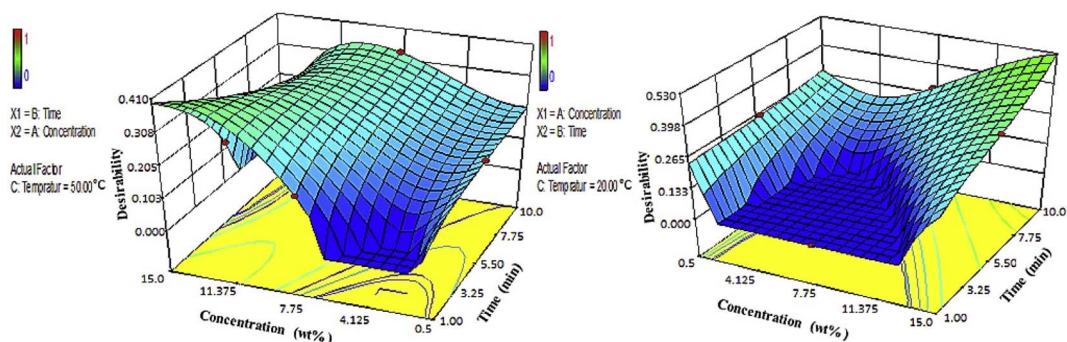 1
0
X1 = B: Time
X2 = A: Concentration
Actual Factor
C: Tempratur = 50.00°C
0.410
0.308
0.205
0.103
0.000
Desirability
15.0
11.375
7.75
4.125
0.5
Concentration (wt%)
1.00
3.25
5.50
7.75
10.0
Time (min)
1
0
X1 = A: Concentration
X2 = B: Time
Actual Factor
C: Tempratur = 20.00°C
0.530
0.398
0.265
0.133
0.000
Desirability
0.5
4.125
7.75
11.375
15.0
Concentration (wt%)
1.00
3.25
5.50
7.75
10.0
Time (min)